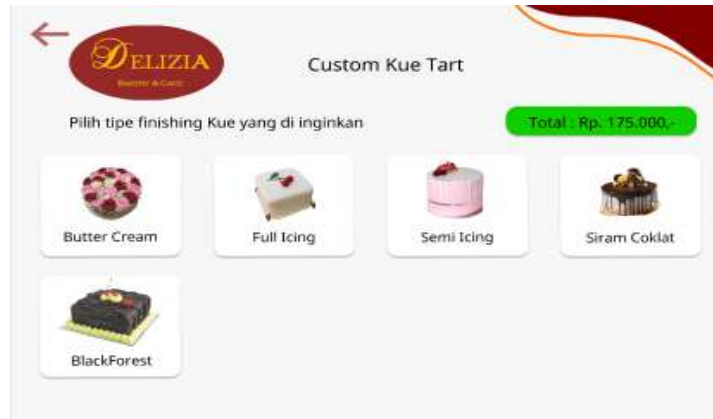 DELIZIA
Custom Kue Tart
Pilih tipe finishing Kue yang di inginkan
Total : Rp. 175.000,-
Butter Cream
Full Icing
Semi Icing
Siram Coklat
BlackForest